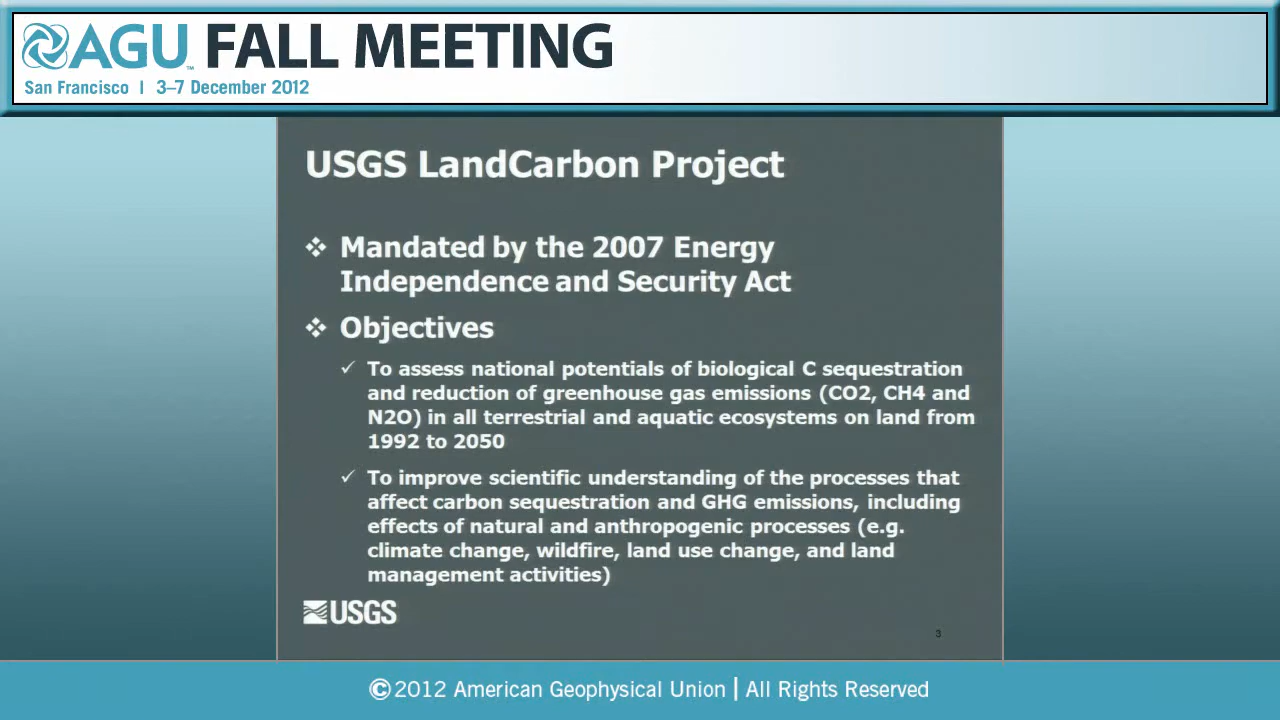 AGU™ FALL MEETING
San Francisco | 3–7 December 2012
USGS LandCarbon Project
❖ Mandated by the 2007 Energy
Independence and Security Act
❖ Objectives
✓ To assess national potentials of biological C sequestration
and reduction of greenhouse gas emissions (CO2, CH4 and
N2O) in all terrestrial and aquatic ecosystems on land from
1992 to 2050
✓ To improve scientific understanding of the processes that
affect carbon sequestration and GHG emissions, including
effects of natural and anthropogenic processes (e.g.
climate change, wildfire, land use change, and land
management activities)
USGS
3
©2012 American Geophysical Union | All Rights Reserved